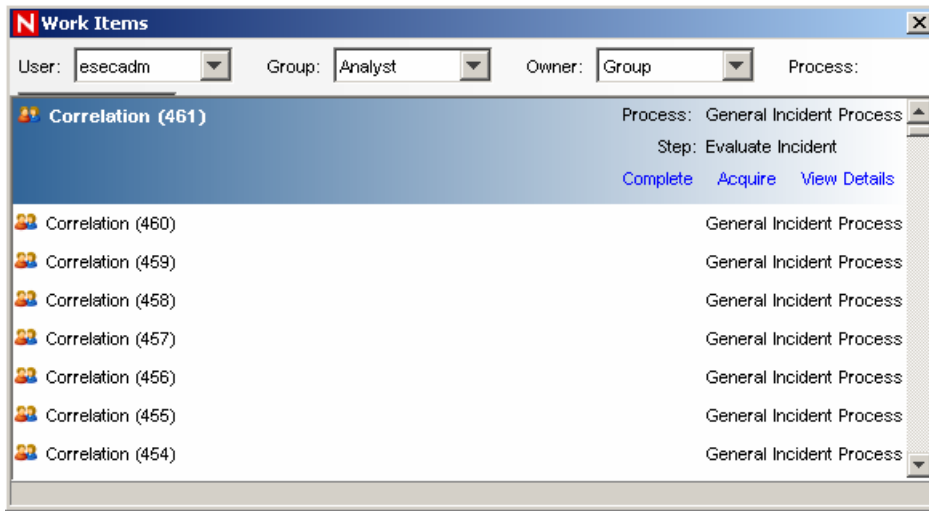 N Work Items
User: esecadm Group: Analyst Owner: Group Process:
Correlation (461) Process: General Incident Process
Step: Evaluate Incident
Complete Acquire View Details
Correlation (460) General Incident Process
Correlation (459) General Incident Process
Correlation (458) General Incident Process
Correlation (457) General Incident Process
Correlation (456) General Incident Process
Correlation (455) General Incident Process
Correlation (454) General Incident Process